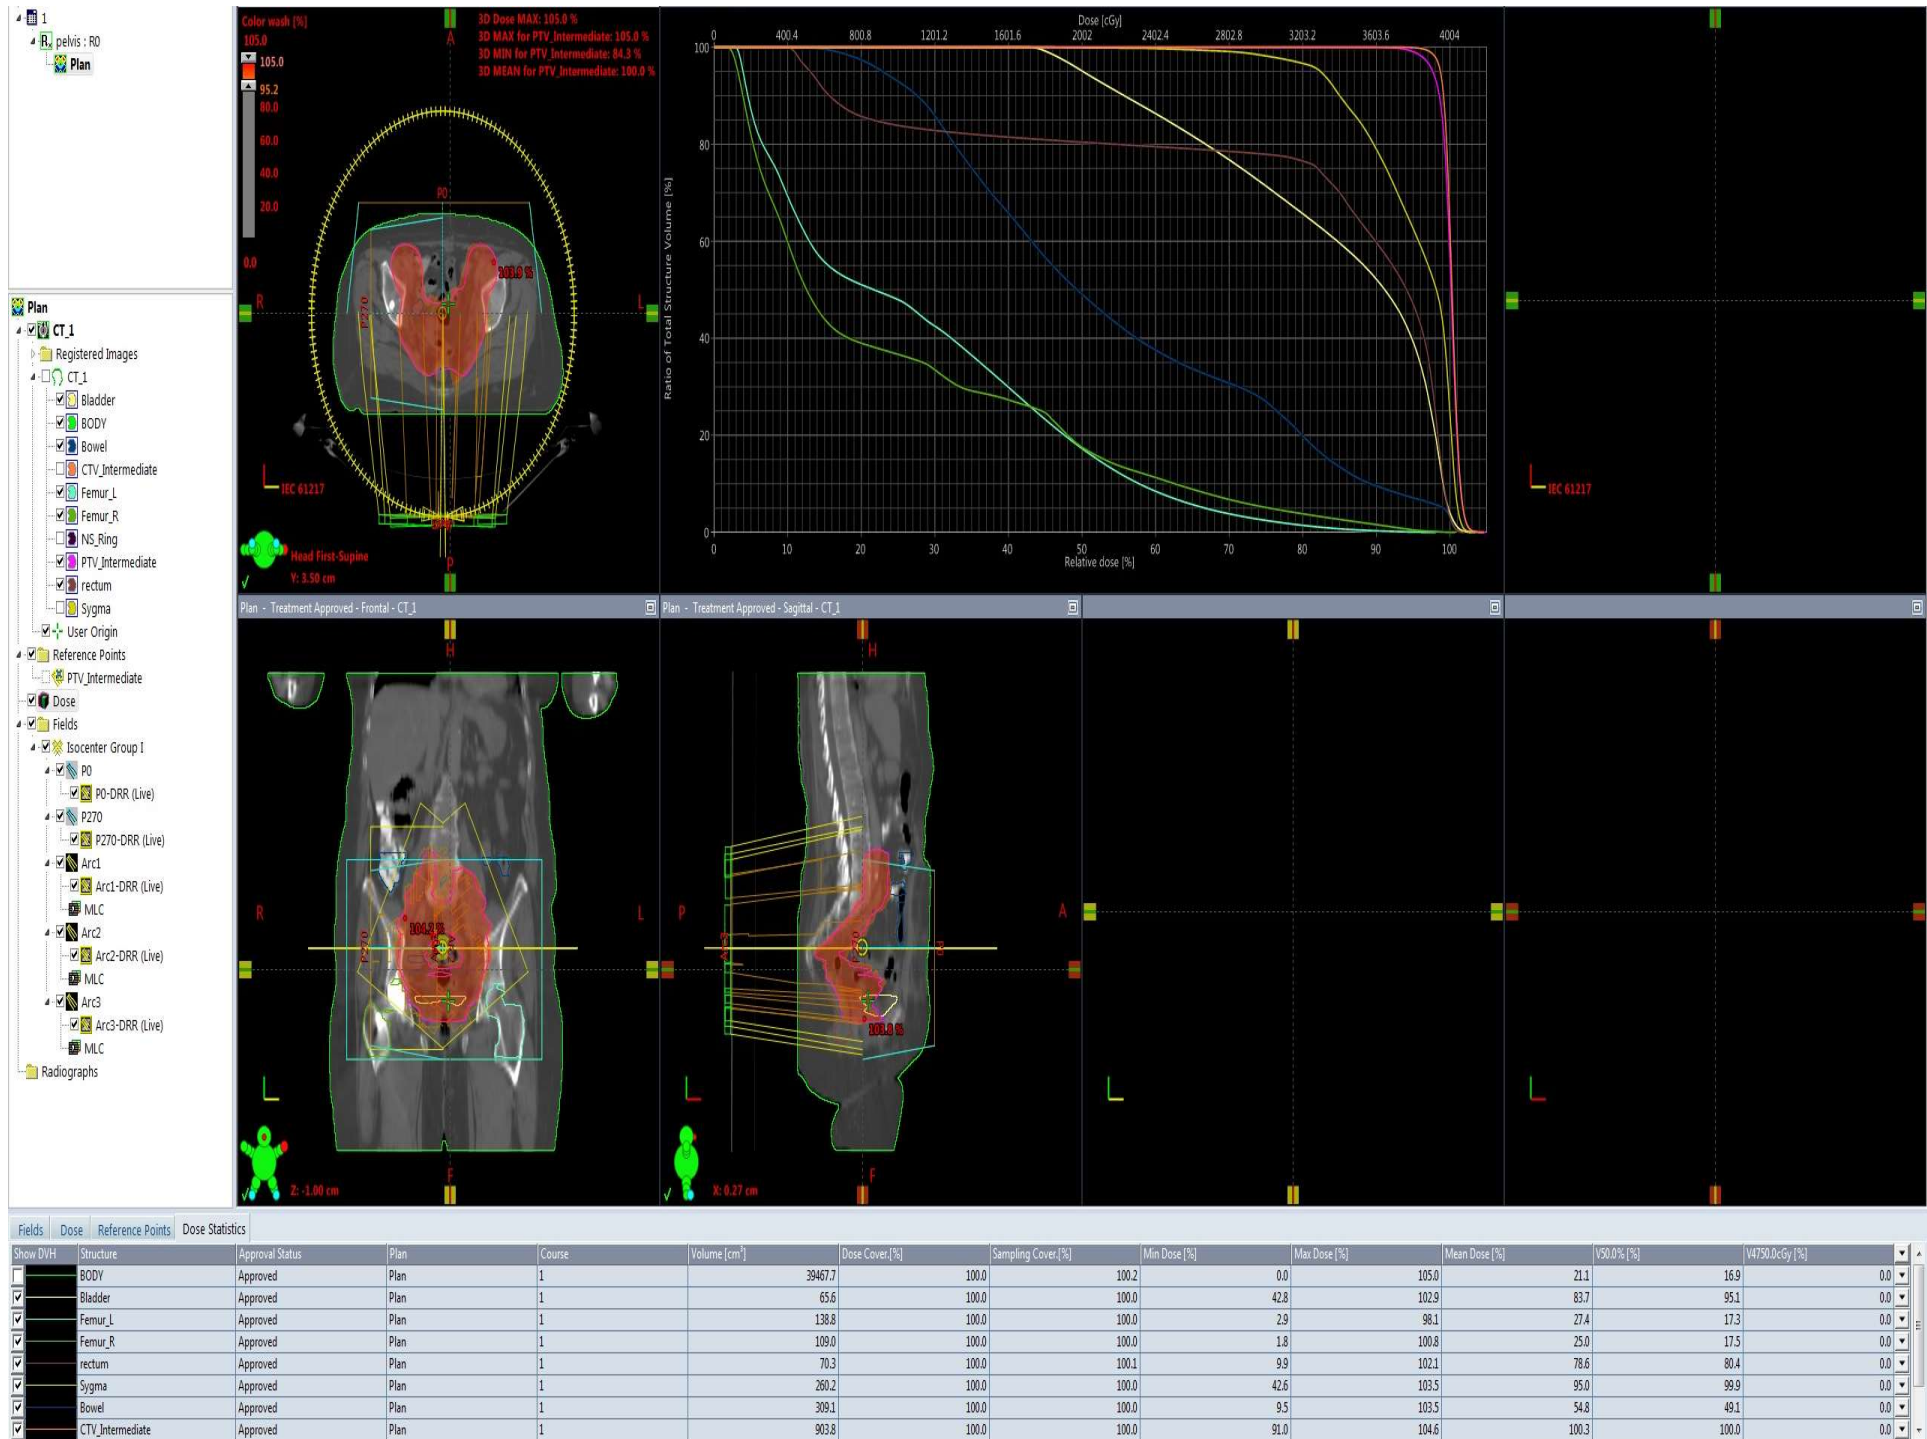 1
Rx pelvis : R0
Plan
Plan
CT_1
Registered Images
CT_1
Bladder
BODY
Bowel
CTV_Intermediate
Femur_L
Femur_R
NS_Ring
PTV_Intermediate
rectum
Sygma
User Origin
Reference Points
PTV_Intermediate
Dose
Fields
Isocenter Group I
P0
P0-DRR (Live)
P270
P270-DRR (Live)
Arc1
Arc1-DRR (Live)
MLC
Arc2
Arc2-DRR (Live)
MLC
Arc3
Arc3-DRR (Live)
MLC
Radiographs
Color wash [%]
105.0
105.0
95.2
80.0
60.0
40.0
20.0
0.0
3D Dose MAX: 105.0 %
3D MAX for PTV_Intermediate: 105.0 %
3D MIN for PTV_Intermediate: 84.3 %
3D MEAN for PTV_Intermediate: 100.0 %
A
P0
103.9 %
R
P270
L
IEC 61217
Head First-Supine
Y: 3.50 cm
P
Dose [cGy]
0 400.4 800.8 1201.2 1601.6 2002 2402.4 2802.8 3203.2 3603.6 4004
100
80
60
40
20
0
Ratio of Total Structure Volume [%]
0 10 20 30 40 50 60 70 80 90 100
Relative dose [%]
IEC 61217
Plan - Treatment Approved - Frontal - CT_1
H
R
L
104.2 %
P270
F
Z: -1.00 cm
Plan - Treatment Approved - Sagittal - CT_1
H
P
A
P270
P0
103.8 %
F
X: 0.27 cm
Fields Dose Reference Points Dose Statistics
Show DVH Structure Approval Status Plan Course Volume [cm³] Dose Cover.[%] Sampling Cover.[%] Min Dose [%] Max Dose [%] Mean Dose [%] V50.0% [%] V4750.0cGy [%]
BODY Approved Plan 1 39467.7 100.0 100.2 0.0 105.0 21.1 16.9 0.0
Bladder Approved Plan 1 65.6 100.0 100.0 42.8 102.9 83.7 95.1 0.0
Femur_L Approved Plan 1 138.8 100.0 100.0 2.9 98.1 27.4 17.3 0.0
Femur_R Approved Plan 1 109.0 100.0 100.0 1.8 100.8 25.0 17.5 0.0
rectum Approved Plan 1 70.3 100.0 100.1 9.9 102.1 78.6 80.4 0.0
Sygma Approved Plan 1 260.2 100.0 100.0 42.6 103.5 95.0 99.9 0.0
Bowel Approved Plan 1 309.1 100.0 100.0 9.5 103.5 54.8 49.1 0.0
CTV_Intermediate Approved Plan 1 903.8 100.0 100.0 91.0 104.6 100.3 100.0 0.0